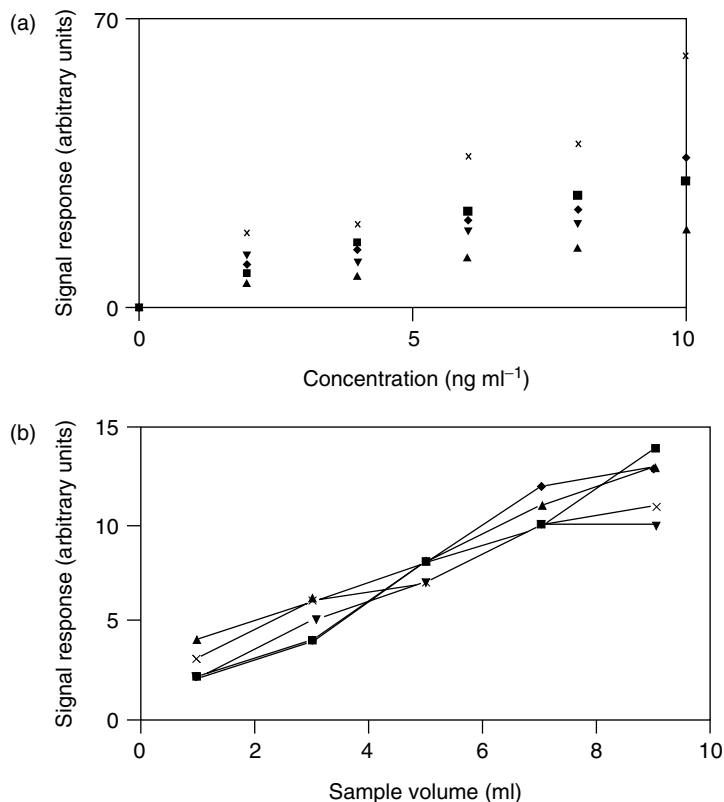 (a)
70
Signal response (arbitrary units)
0
0
5
10
Concentration (ng ml⁻¹)
(b)
15
Signal response (arbitrary units)
10
5
0
0
2
4
6
8
10
Sample volume (ml)